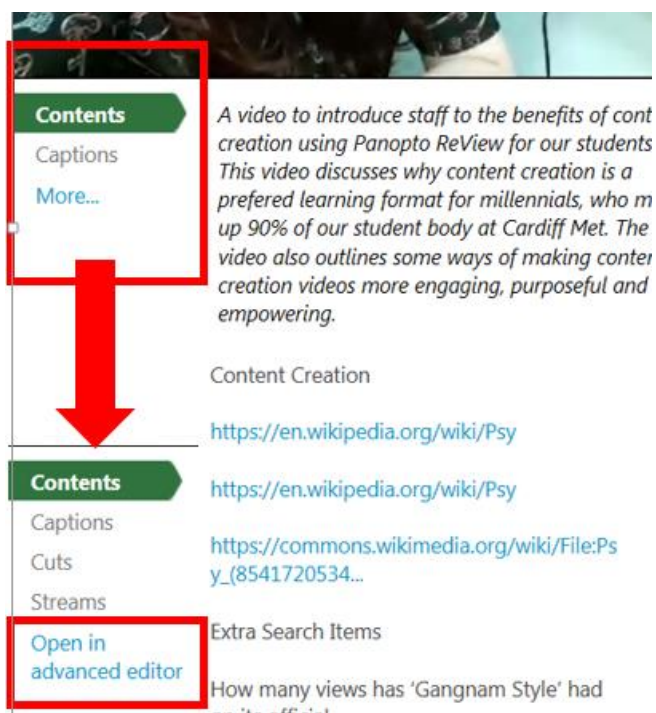 Contents
Captions
More...
A video to introduce staff to the benefits of cont
creation using Panopto ReView for our students
This video discusses why content creation is a
prefered learning format for millennials, who m
up 90% of our student body at Cardiff Met. The
video also outlines some ways of making conter
creation videos more engaging, purposeful and
empowering.
Content Creation
https://en.wikipedia.org/wiki/Psy
https://en.wikipedia.org/wiki/Psy
https://commons.wikimedia.org/wiki/File:Ps
y_(8541720534...
Extra Search Items
How many views has ‘Gangnam Style’ had
Contents
Captions
Cuts
Streams
Open in
advanced editor